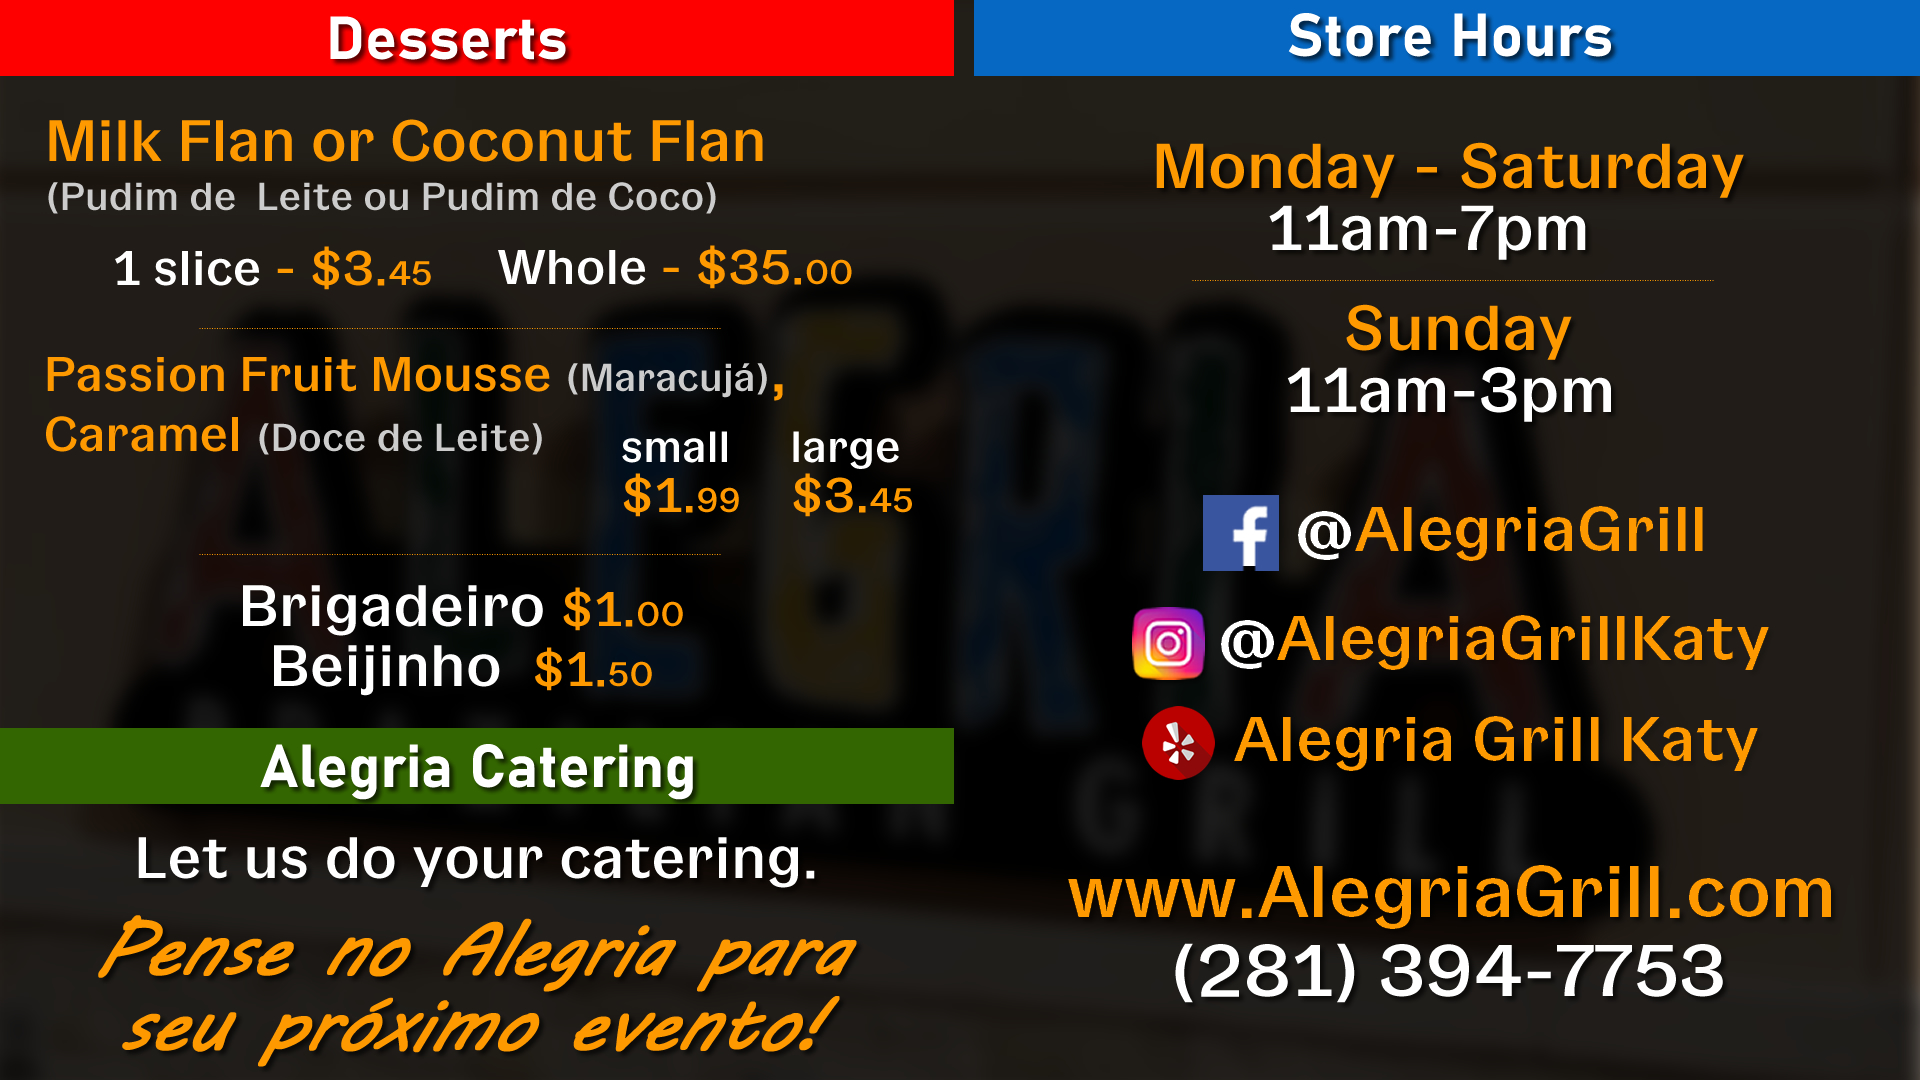 Desserts
Milk Flan or Coconut Flan
(Pudim de Leite ou Pudim de Coco)
1 slice - $3.45 Whole - $35.00
Passion Fruit Mousse (Maracujá),
Caramel (Doce de Leite)
small large
$1.99 $3.45
Brigadeiro $1.00
Beijinho $1.50
Alegria Catering
Let us do your catering.
Pense no Alegria para
seu próximo evento!
Store Hours
Monday - Saturday
11am-7pm
Sunday
11am-3pm
@AlegriaGrill
@AlegriaGrillKaty
Alegria Grill Katy
www.AlegriaGrill.com
(281) 394-7753
ALEGRIA
GRILL